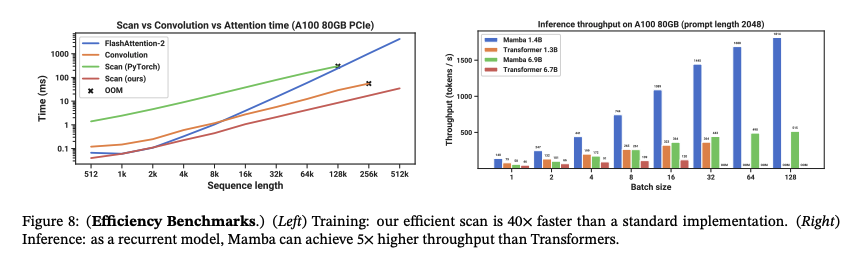 Scan vs Convolution vs Attention time (A100 80GB PCIe)
FlashAttention-2
Convolution
Scan (PyTorch)
Scan (ours)
OOM
Time (ms)
1000
100
10
1
0.1
512 1k 2k 4k 8k 16k 32k 64k 128k 256k 512k
Sequence length
Inference throughput on A100 80GB (prompt length 2048)
Mamba 1.4B
Transformer 1.3B
Mamba 6.9B
Transformer 6.7B
Throughput (tokens / s)
1500
1000
500
1 2 4 8 16 32 64 128
Batch size
Figure 8: (Efficiency Benchmarks.) (Left) Training: our efficient scan is 40× faster than a standard implementation. (Right)
Inference: as a recurrent model, Mamba can achieve 5× higher throughput than Transformers.